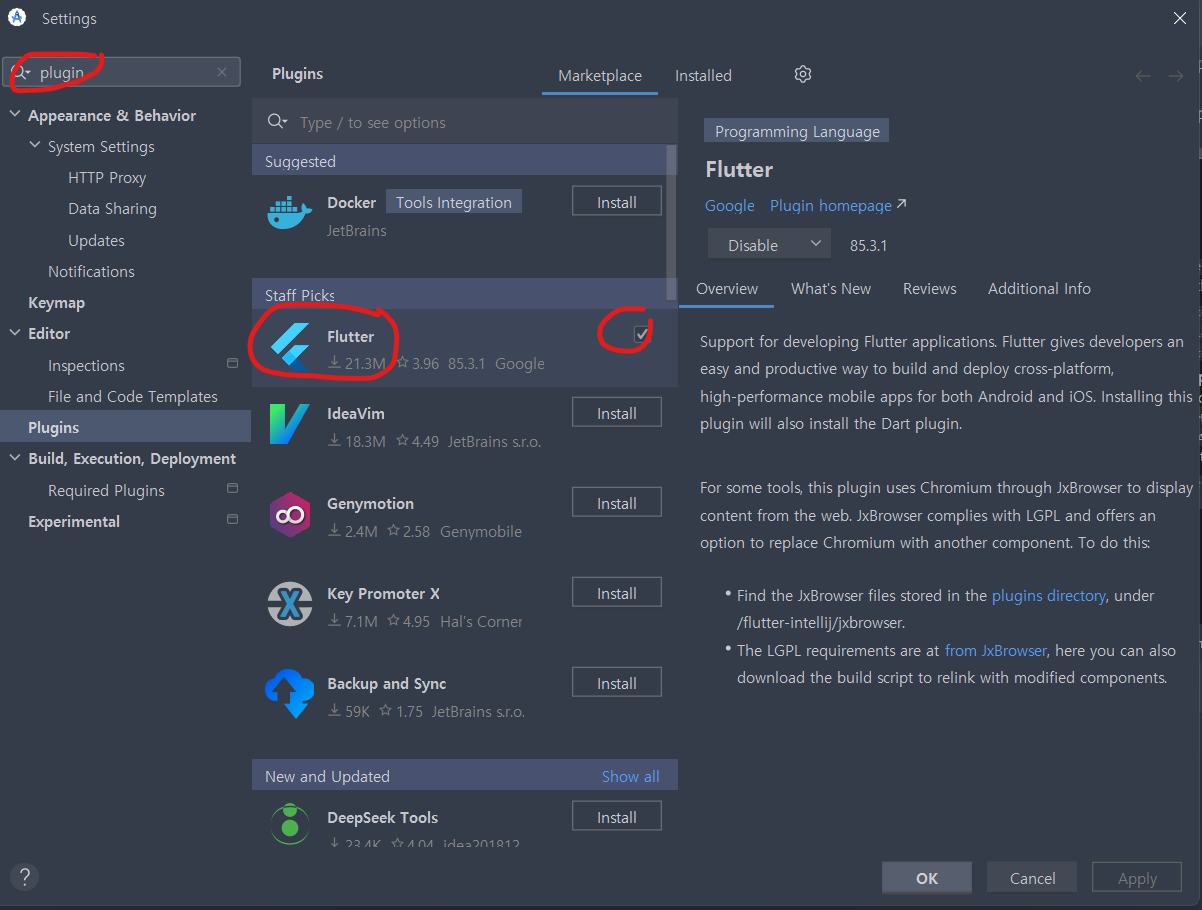 Settings
plugin
Appearance & Behavior
System Settings
HTTP Proxy
Data Sharing
Updates
Notifications
Keymap
Editor
Inspections
File and Code Templates
Plugins
Build, Execution, Deployment
Required Plugins
Experimental
Plugins
Marketplace
Installed
Type / to see options
Suggested
Docker Tools Integration Install
JetBrains
Staff Picks
Flutter
21.3M 3.96 85.3.1 Google
IdeaVim Install
18.3M 4.49 JetBrains s.r.o.
Genymotion Install
2.4M 2.58 Genymobile
Key Promoter X Install
7.1M 4.95 Hal's Corner
Backup and Sync Install
59K 1.75 JetBrains s.r.o.
New and Updated Show all
DeepSeek Tools Install
23.4K 4.04 idea201812
Programming Language
Flutter
Google Plugin homepage ↗
Disable 85.3.1
Overview What's New Reviews Additional Info
Support for developing Flutter applications. Flutter gives developers an
easy and productive way to build and deploy cross-platform,
high-performance mobile apps for both Android and iOS. Installing this
plugin will also install the Dart plugin.
For some tools, this plugin uses Chromium through JxBrowser to display
content from the web. JxBrowser complies with LGPL and offers an
option to replace Chromium with another component. To do this:
• Find the JxBrowser files stored in the plugins directory, under
/flutter-intellij/jxbrowser.
• The LGPL requirements are at from JxBrowser, here you can also
download the build script to relink with modified components.
?
OK Cancel Apply